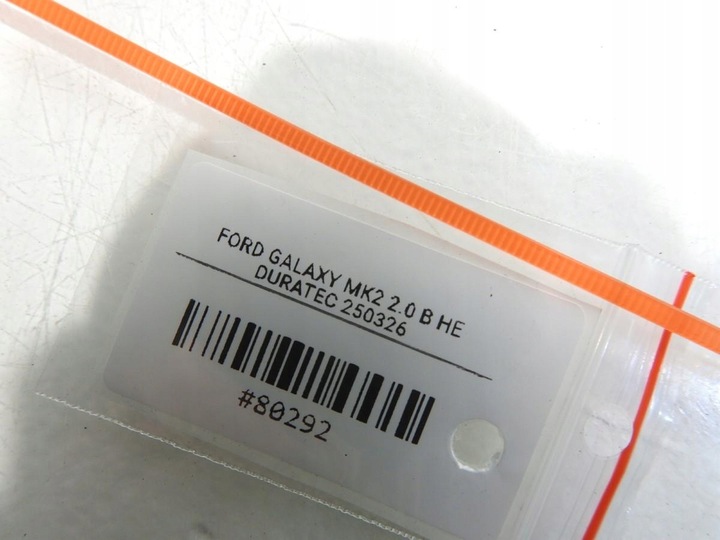 FORD GALAXY MK2 2.0 B HE
DURATEC 250326
#80292